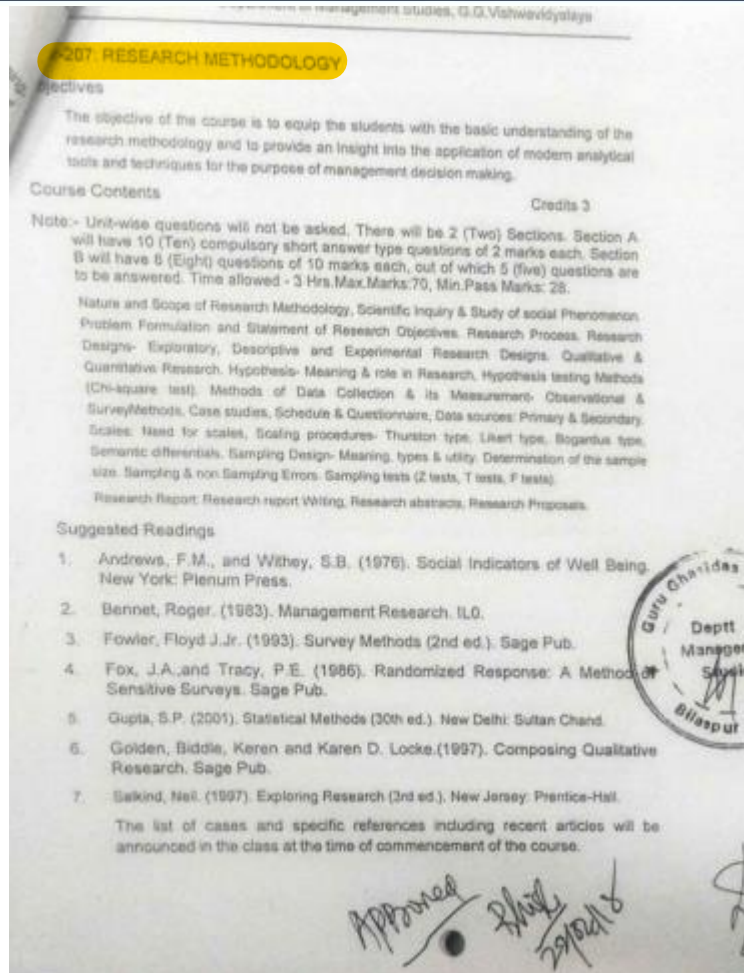 Management Studies, G.G.Vishwavidyalaya
-207: RESEARCH METHODOLOGY
bjectives
The objective of the course is to equip the students with the basic understanding of the
research methodology and to provide an insight into the application of modern analytical
tools and techniques for the purpose of management decision making.
Course Contents
Credits 3
Note:- Unit-wise questions will not be asked. There will be 2 (Two) Sections. Section A
will have 10 (Ten) compulsory short answer type questions of 2 marks each. Section
B will have 8 (Eight) questions of 10 marks each, out of which 5 (five) questions are
to be answered. Time allowed - 3 Hrs.Max.Marks:70, Min.Pass Marks: 28.
Nature and Scope of Research Methodology, Scientific Inquiry & Study of social Phenomenon
Problem Formulation and Statement of Research Objectives. Research Process. Research
Designs- Exploratory, Descriptive and Experimental Research Designs. Qualitative &
Quantitative Research. Hypothesis- Meaning & role in Research, Hypothesis testing Methods
(Chi-square test). Methods of Data Collection & its Measurement- Observational &
SurveyMethods, Case studies, Schedule & Questionnaire, Data sources: Primary & Secondary.
Scales: Need for scales, Scaling procedures- Thurston type, Likert type, Bogardus type,
Semantic differentials. Sampling Design- Meaning, types & utility. Determination of the sample
size. Sampling & non Sampling Errors. Sampling tests (Z tests, T tests, F tests).
Research Report: Research report Writing, Research abstracts, Research Proposals.
Suggested Readings
1. Andrews, F.M., and Withey, S.B. (1976). Social Indicators of Well Being.
New York: Plenum Press.
2. Bennet, Roger. (1983). Management Research. IL0.
3. Fowler, Floyd J.Jr. (1993). Survey Methods (2nd ed.). Sage Pub.
4. Fox, J.A.,and Tracy, P.E. (1986). Randomized Response: A Method of
Sensitive Surveys. Sage Pub.
5. Gupta, S.P. (2001). Statistical Methods (30th ed.). New Delhi: Sultan Chand.
6. Golden, Biddle, Keren and Karen D. Locke.(1997). Composing Qualitative
Research. Sage Pub.
7. Salkind, Neil. (1997). Exploring Research (3rd ed.). New Jersey: Prentice-Hall.
The list of cases and specific references including recent articles will be
announced in the class at the time of commencement of the course.
Guru Ghasidas
Deptt
Manage
Bilaspur
Approved